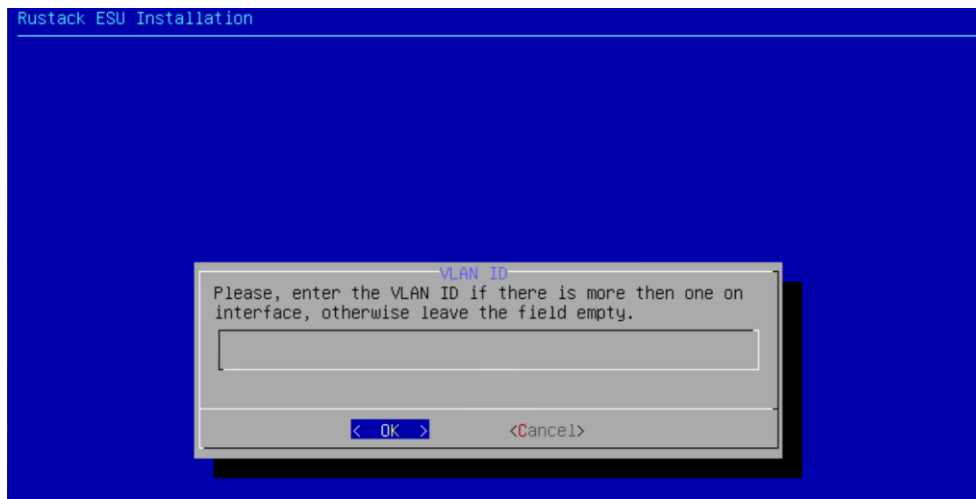 Rustack ESU Installation
VLAN ID
Please, enter the VLAN ID if there is more then one on
interface, otherwise leave the field empty.
< OK > <Cancel>